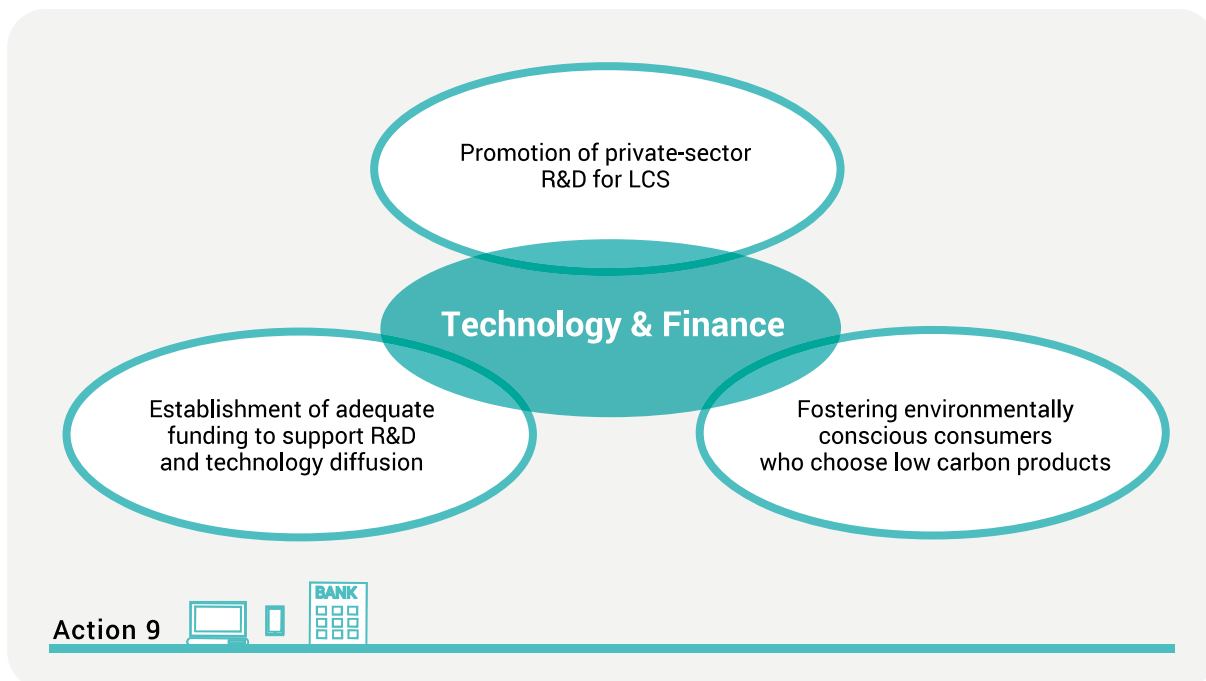 Promotion of private-sector
R&D for LCS
Technology & Finance
Establishment of adequate
funding to support R&D
and technology diffusion
Fostering environmentally
conscious consumers
who choose low carbon products
Action 9
BANK